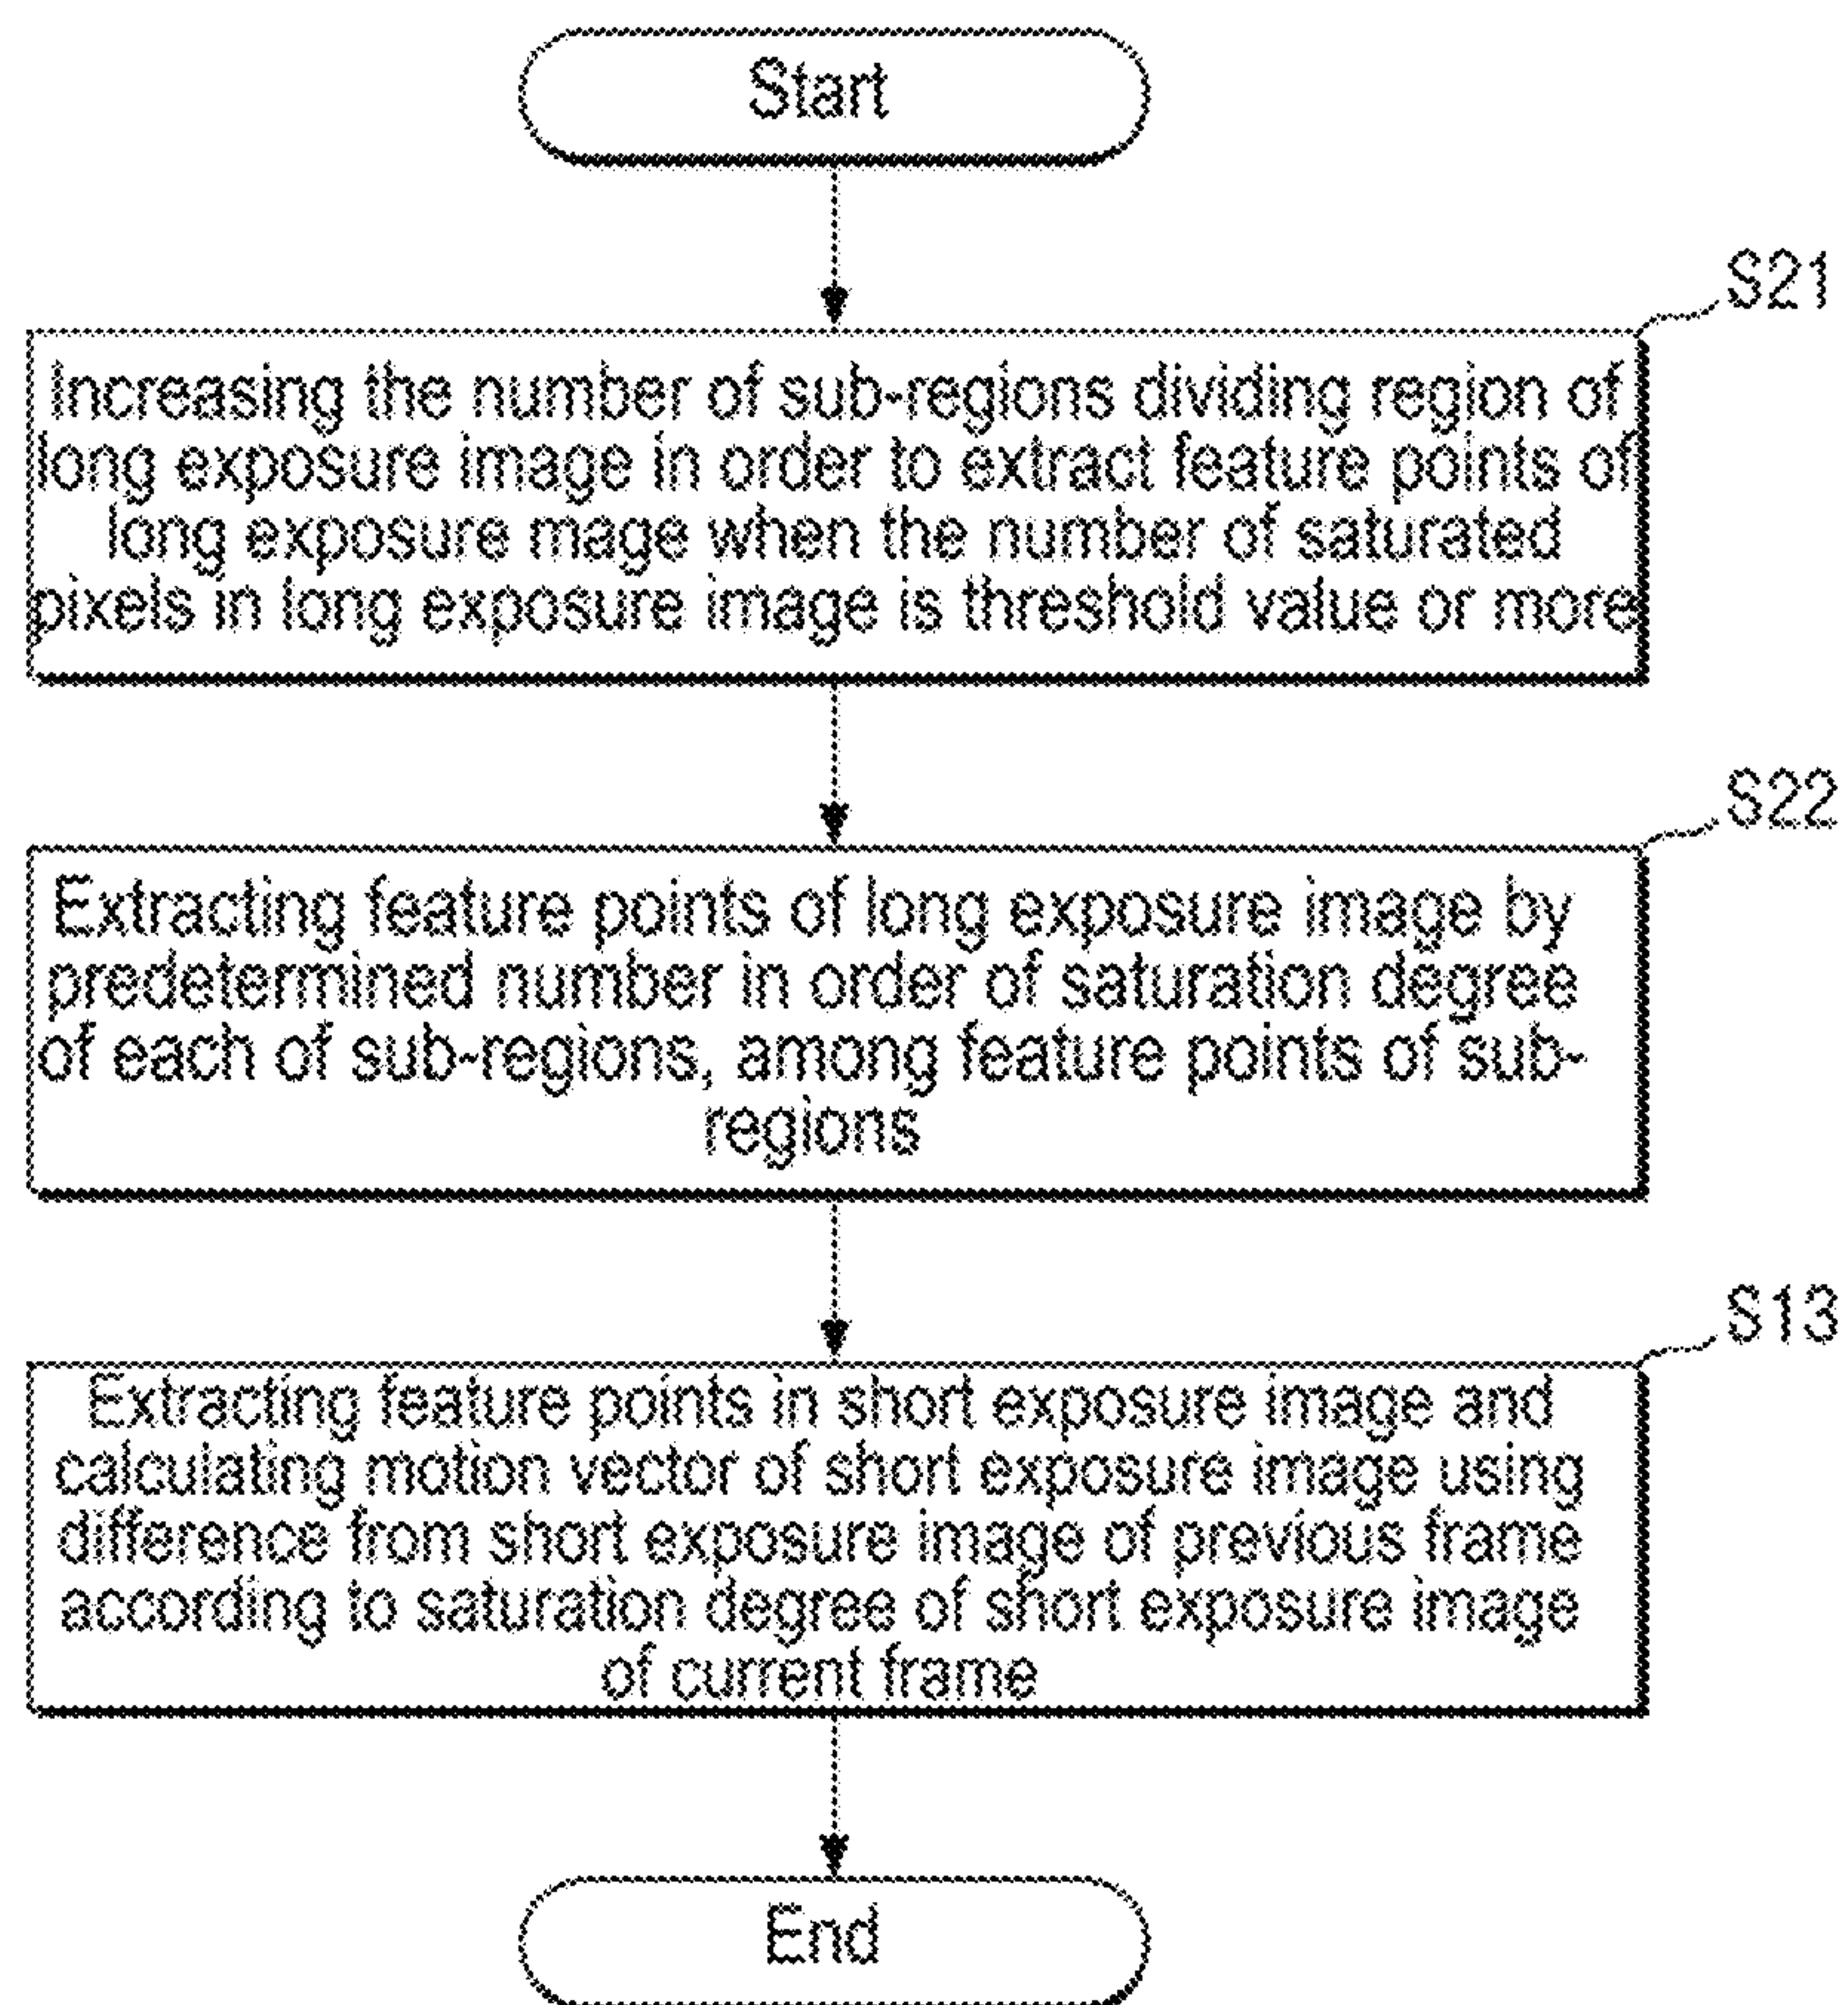 Start
S21
Increasing the number of sub-regions dividing region of
long exposure image in order to extract feature points of
long exposure mage when the number of saturated
pixels in long exposure image is threshold value or more
S22
Extracting feature points of long exposure image by
predetermined number in order of saturation degree
of each of sub-regions, among feature points of sub-
regions
S13
Extracting feature points in short exposure image and
calculating motion vector of short exposure image using
difference from short exposure image of previous frame
according to saturation degree of short exposure image
of current frame
End